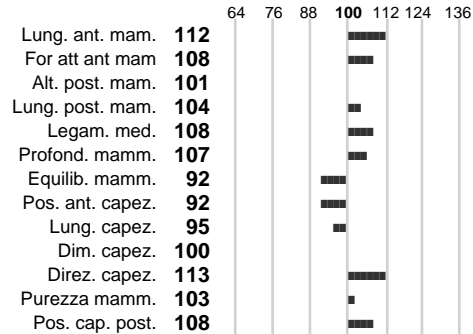 64 76 88 100 112 124 136
Lung. ant. mam. 112
For att ant mam 108
Alt. post. mam. 101
Lung. post. mam. 104
Legam. med. 108
Profond. mamm. 107
Equilib. mamm. 92
Pos. ant. capez. 92
Lung. capez. 95
Dim. capez. 100
Direz. capez. 113
Purezza mamm. 103
Pos. cap. post. 108